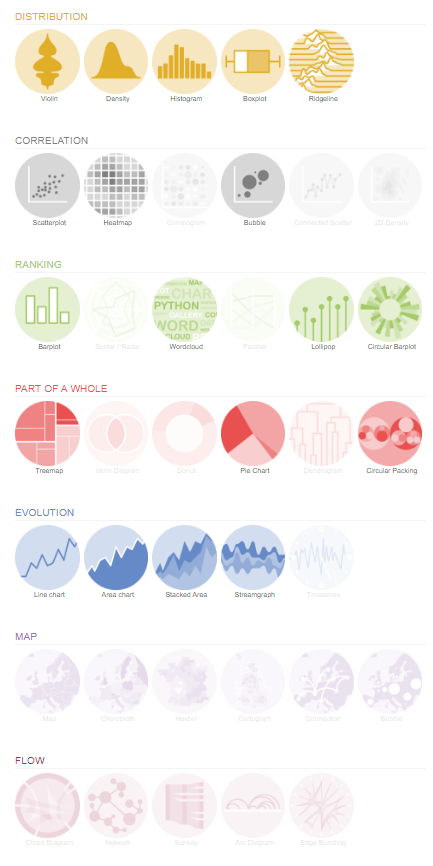 DISTRIBUTION
Violin Density Histogram Boxplot Ridgeline
CORRELATION
Scatterplot Heatmap Correlogram Bubble Connected Scatter 2D Density
RANKING
CHAR
PYTHON
GALLERY
WORD
CLOUD
Barplot Spider / Radar Wordcloud Parallel Lollipop Circular Barplot
PART OF A WHOLE
Treemap Venn Diagram Donut Pie Chart Dendrogram Circular Packing
EVOLUTION
Line chart Area chart Stacked Area Streamgraph Timeseries
MAP
Map Choropleth Hexbin Cartogram Connection Bubble
FLOW
Chord Diagram Network Sankey Arc Diagram Edge Bundling